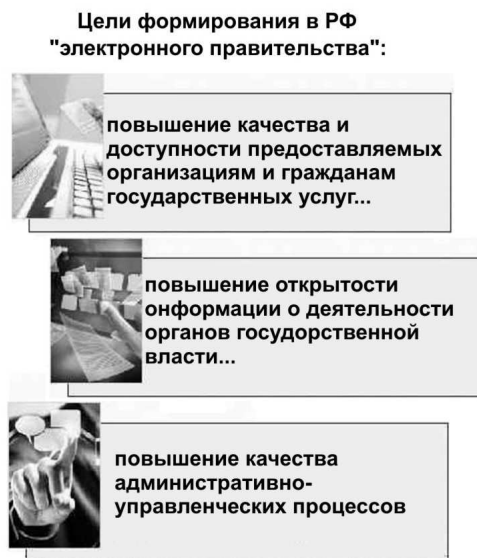 Цели формирования в РФ
"электронного правительства":
повышение качества и
доступности предоставляемых
организациям и гражданам
государственных услуг...
повышение открытости
онформации о деятельности
органов госудорственной
власти...
повышение качества
административно-
управленческих процессов